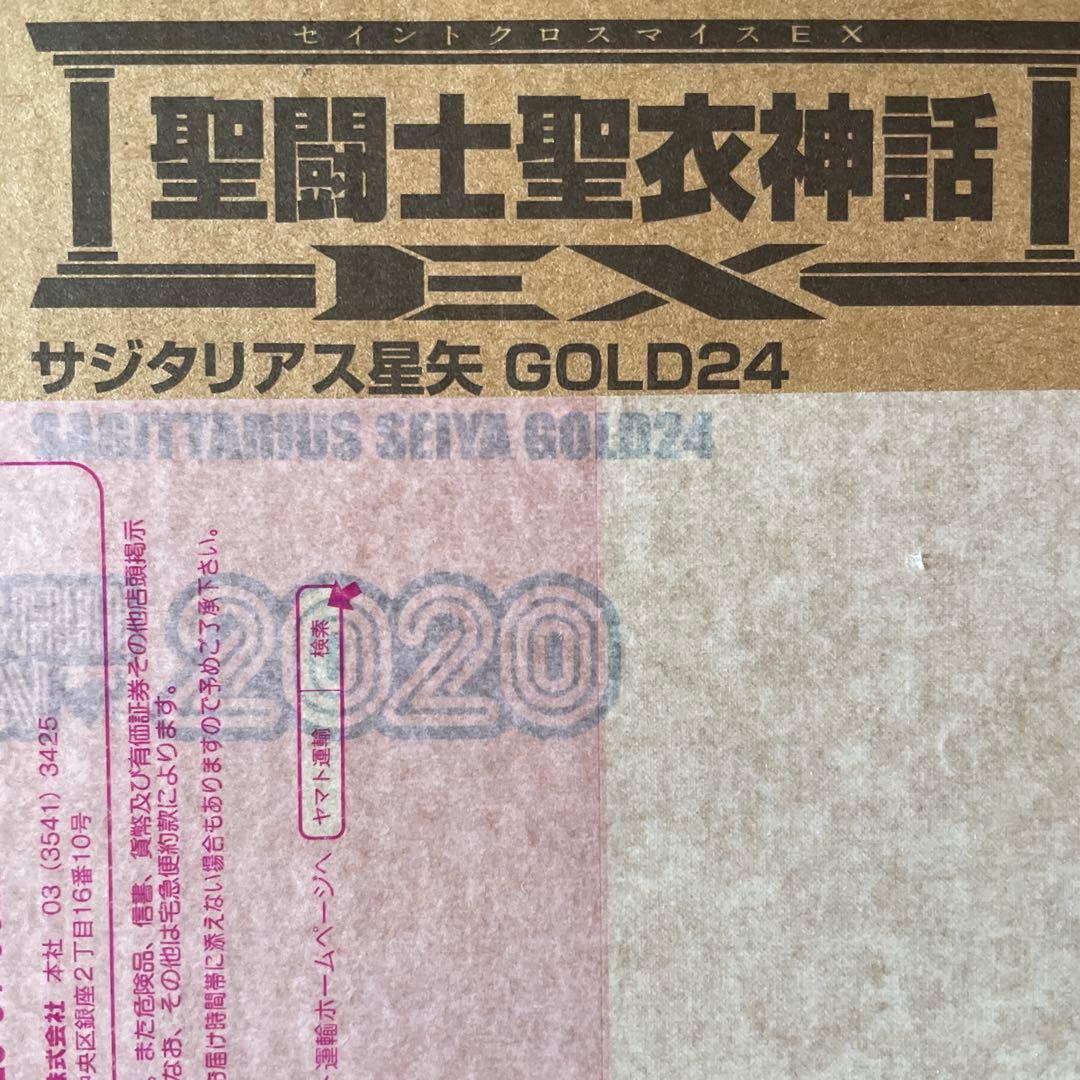 セイントクロスマイスEX
聖闘士聖衣神話
EX
サジタリアス星矢 GOLD24
SAGITTARIUS SEIYA GOLD24
2020
式会社 本社 03 (3541) 3425
央区銀座2丁目16番10号
また危険品、信書、貨幣及び有価証券その他店頭掲示
なお、その他は宅急便約款によります。
お届け時間帯に添えない場合もありますので予めご了承下さい。
運輸ホームページへ ヤマト運輸 検索